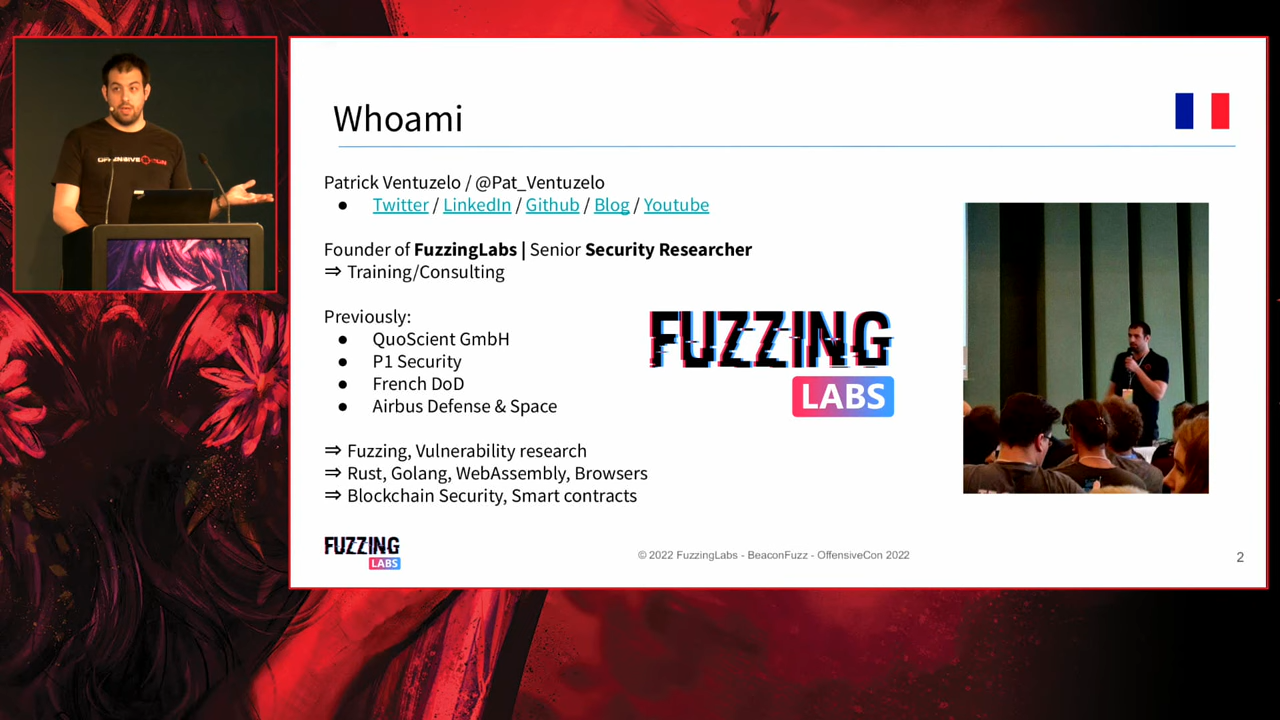 OFFENSIVE CON
Whoami
Patrick Ventuzelo / @Pat_Ventuzelo
● Twitter / LinkedIn / Github / Blog / Youtube
Founder of FuzzingLabs | Senior Security Researcher
⇒ Training/Consulting
Previously:
● QuoScient GmbH
● P1 Security
● French DoD
● Airbus Defense & Space
⇒ Fuzzing, Vulnerability research
⇒ Rust, Golang, WebAssembly, Browsers
⇒ Blockchain Security, Smart contracts
FUZZING
LABS
FUZZING
LABS
© 2022 FuzzingLabs - BeaconFuzz - OffensiveCon 2022
2